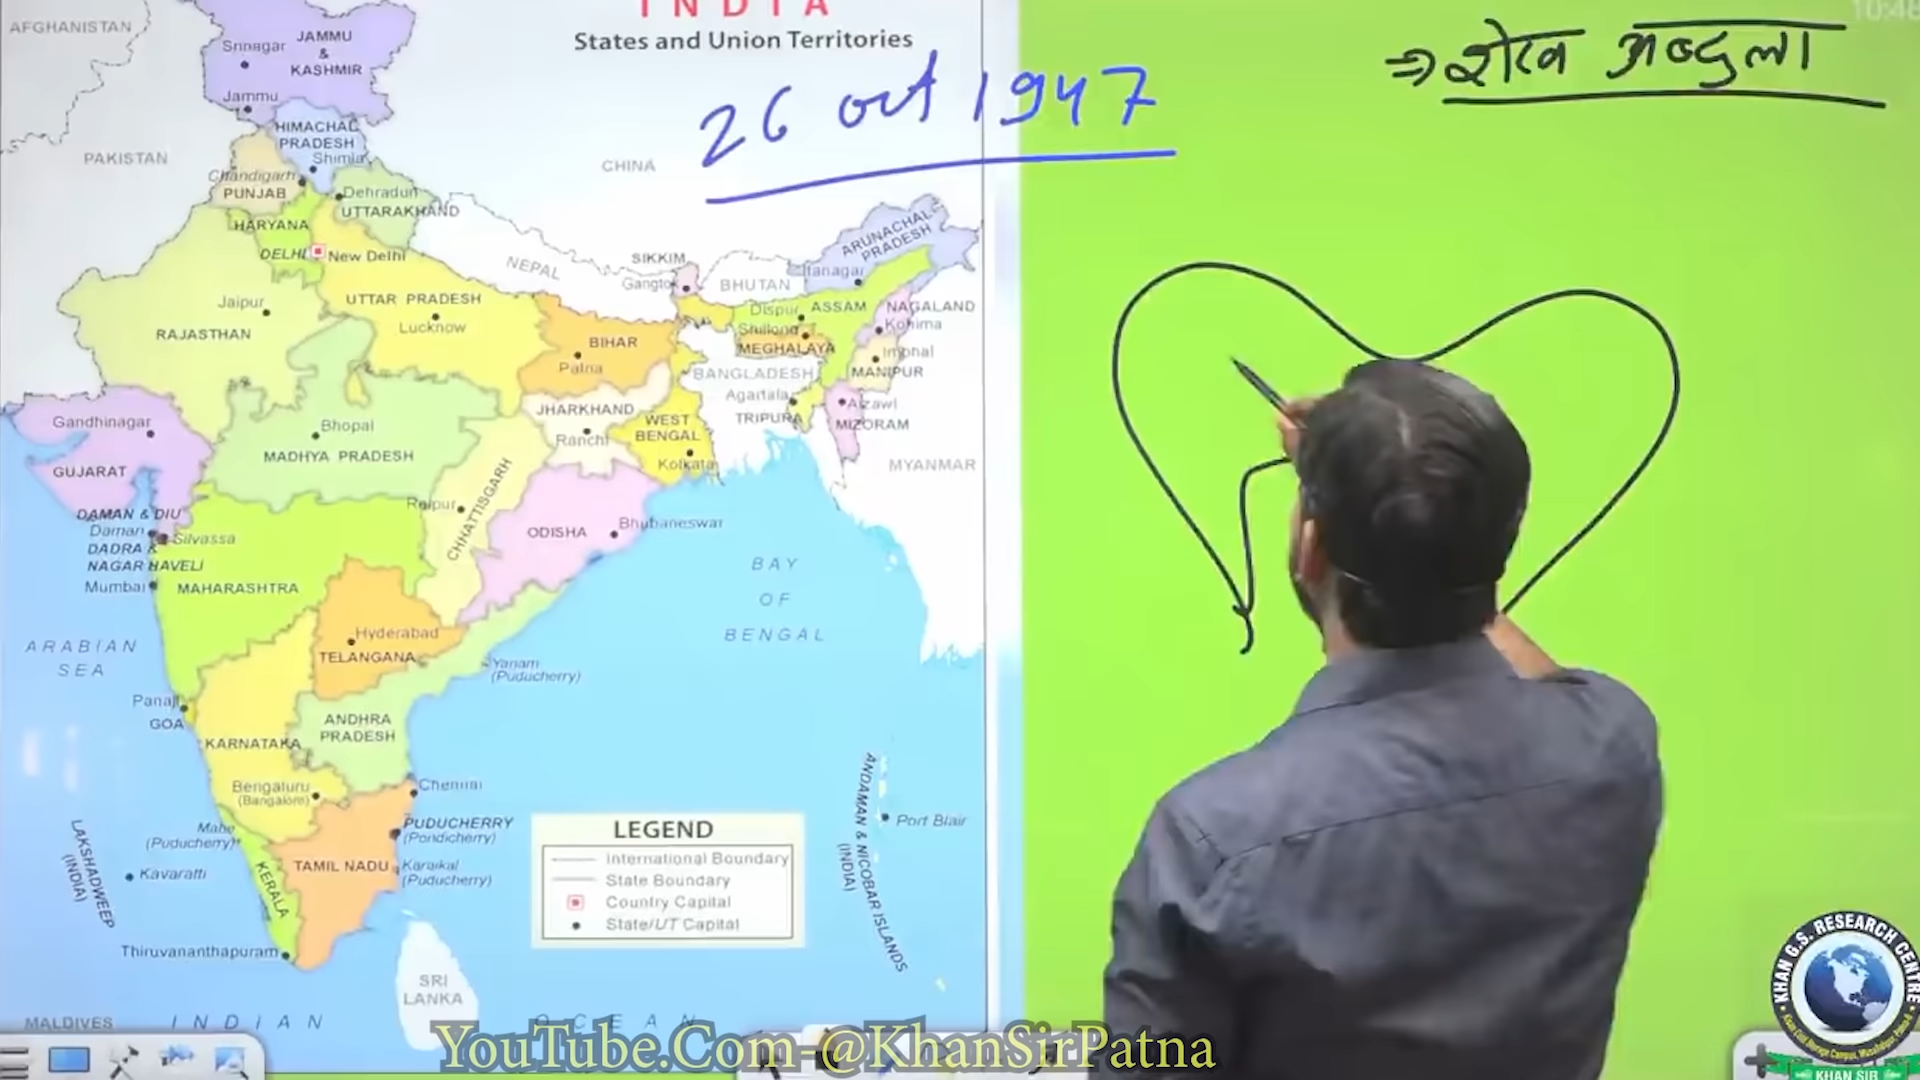 INDIA
States and Union Territories
10:48
⇒ शेख अब्दुल्ला
26 oct 1947
AFGHANISTAN
JAMMU
&
KASHMIR
Srinagar
Jammu
HIMACHAL
PRADESH
Shimla
PAKISTAN
CHINA
Chandigarh
PUNJAB
Dehradun
UTTARAKHAND
HARYANA
DELHI
New Delhi
NEPAL
SIKKIM
Gangtok
BHUTAN
ARUNACHAL
PRADESH
Itanagar
Jaipur
RAJASTHAN
UTTAR PRADESH
Lucknow
BIHAR
Patna
Dispur
ASSAM
NAGALAND
Kohima
Shillong
MEGHALAYA
Imphal
MANIPUR
BANGLADESH
Agartala
TRIPURA
Aizawl
MIZORAM
MYANMAR
Gandhinagar
GUJARAT
Bhopal
MADHYA PRADESH
JHARKHAND
Ranchi
WEST
BENGAL
Kolkata
Raipur
CHHATTISGARH
ODISHA
Bhubaneswar
DAMAN & DIU
Daman
Silvassa
DADRA &
NAGAR HAVELI
Mumbai
MAHARASHTRA
BAY
OF
BENGAL
ARABIAN
SEA
Hyderabad
TELANGANA
Yanam
(Puducherry)
Panaji
GOA
KARNATAKA
ANDHRA
PRADESH
Bengaluru
(Bangalore)
Chennai
Mahe
(Puducherry)
PUDUCHERRY
(Pondicherry)
LAKSHADWEEP
(INDIA)
Kavaratti
KERALA
TAMIL NADU
Karaikal
(Puducherry)
Thiruvananthapuram
SRI
LANKA
MALDIVES
INDIAN OCEAN
ANDAMAN & NICOBAR ISLANDS
(INDIA)
Port Blair
LEGEND
International Boundary
State Boundary
Country Capital
State/UT Capital
KHAN G.S. RESEARCH CENTRE
KHAN SIR
YouTube.Com-@KhanSirPatna